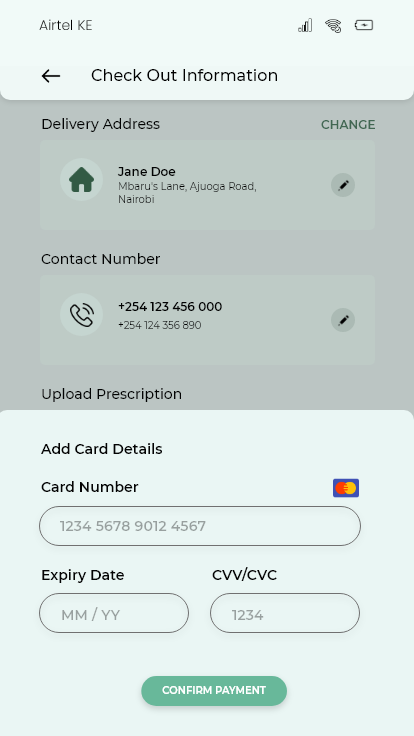 Airtel KE
Check Out Information
Delivery Address
CHANGE
Jane Doe
Mbaru's Lane, Ajuoga Road,
Nairobi
Contact Number
+254 123 456 000
+254 124 356 890
Upload Prescription
Add Card Details
Card Number
1234 5678 9012 4567
Expiry Date
CVV/CVC
MM / YY
1234
CONFIRM PAYMENT